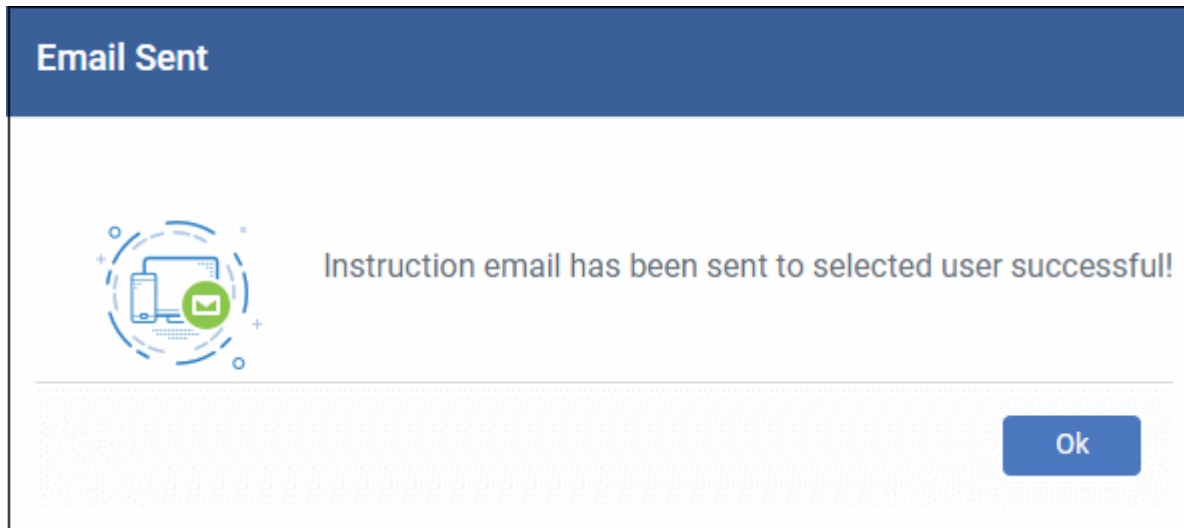 Email Sent
Instruction email has been sent to selected user successful!
Ok